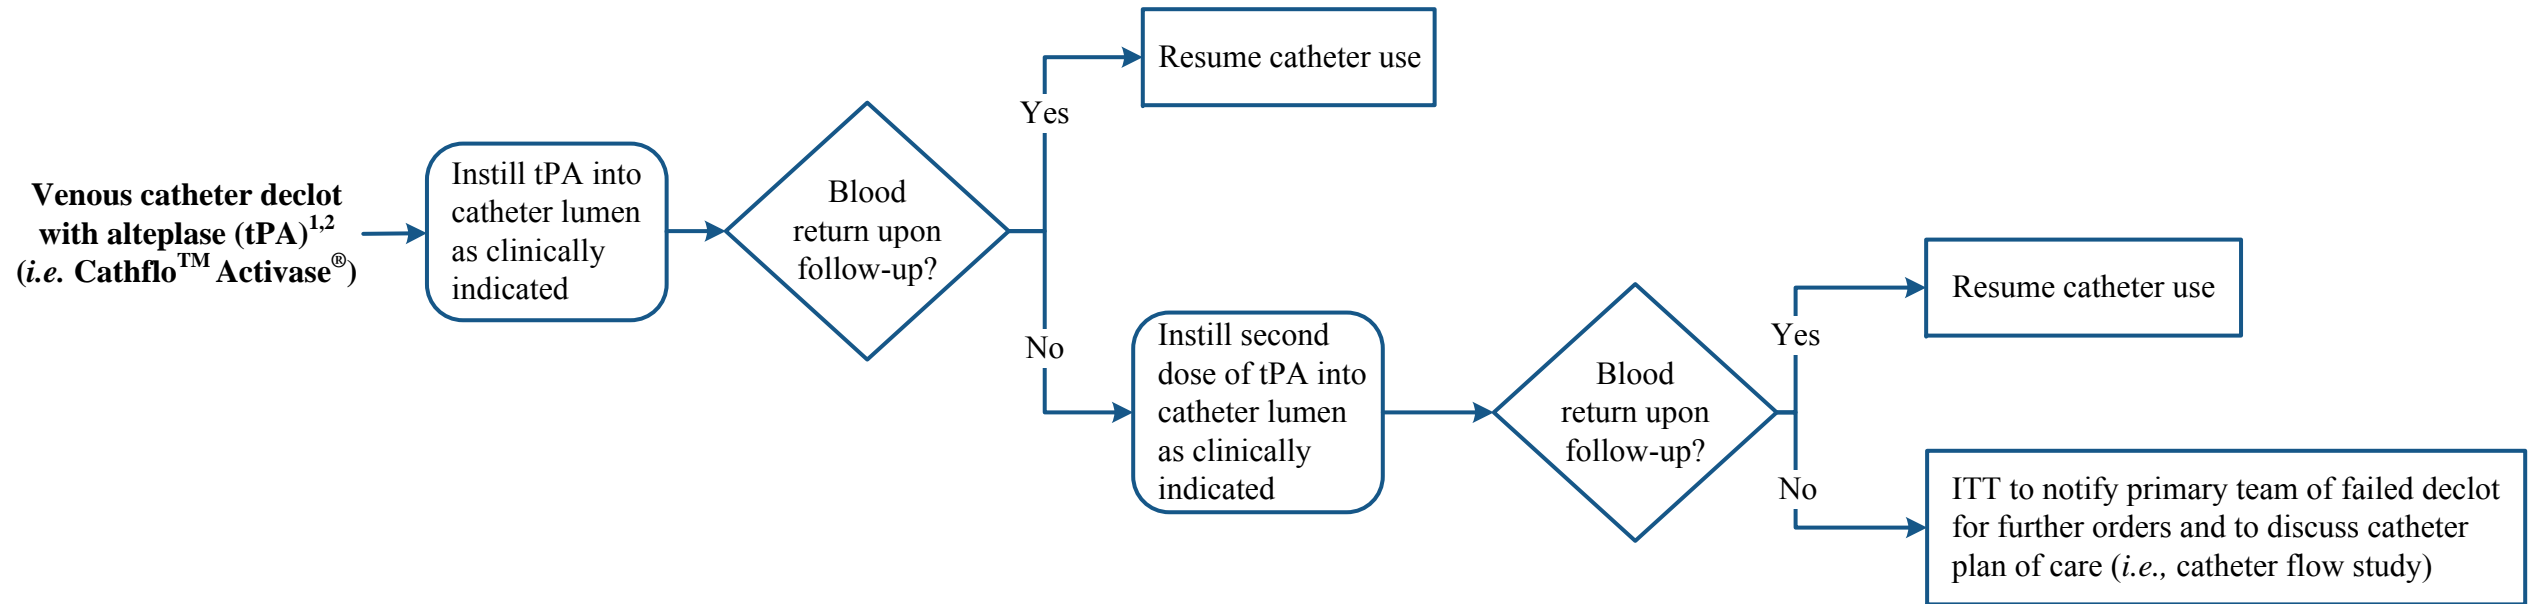 Venous catheter declot
with alteplase (tPA)1,2
(i.e. Cathflo™ Activase®)
Instill tPA into
catheter lumen
as clinically
indicated
Blood
return upon
follow-up?
Yes
Resume catheter use
No
Instill second
dose of tPA into
catheter lumen
as clinically
indicated
Blood
return upon
follow-up?
Yes
Resume catheter use
No
ITT to notify primary team of failed declot
for further orders and to discuss catheter
plan of care (i.e., catheter flow study)